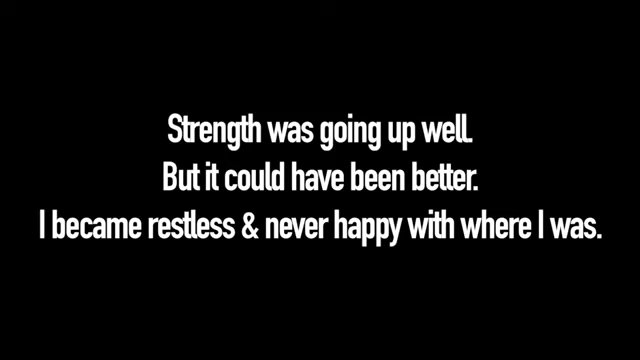 Strength was going up well.
But it could have been better.
I became restless & never happy with where I was.